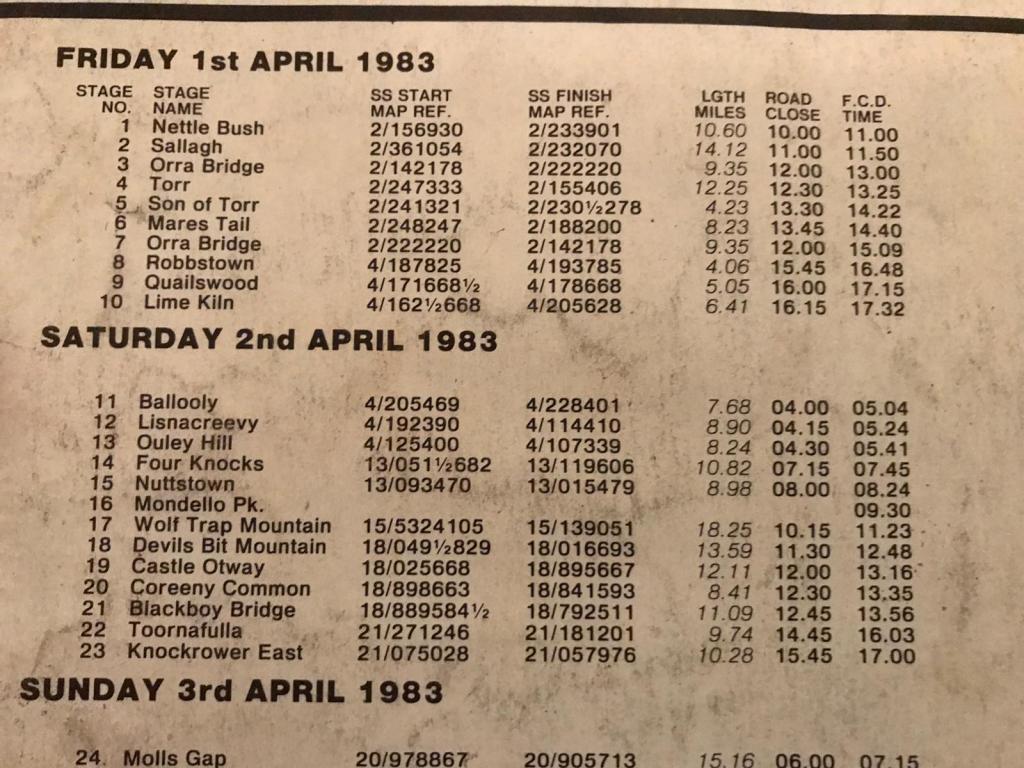 FRIDAY 1st APRIL 1983
STAGE STAGE SS START SS FINISH LGTH ROAD F.C.D.
NO. NAME MAP REF. MAP REF. MILES CLOSE TIME
1 Nettle Bush 2/156930 2/233901 10.60 10.00 11.00
2 Sallagh 2/361054 2/232070 14.12 11.00 11.50
3 Orra Bridge 2/142178 2/222220 9.35 12.00 13.00
4 Torr 2/247333 2/155406 12.25 12.30 13.25
5 Son of Torr 2/241321 2/230½278 4.23 13.30 14.22
6 Mares Tail 2/248247 2/188200 8.23 13.45 14.40
7 Orra Bridge 2/222220 2/142178 9.35 12.00 15.09
8 Robbstown 4/187825 4/193785 4.06 15.45 16.48
9 Quailswood 4/171668½ 4/178668 5.05 16.00 17.15
10 Lime Kiln 4/162½668 4/205628 6.41 16.15 17.32
SATURDAY 2nd APRIL 1983
11 Ballooly 4/205469 4/228401 7.68 04.00 05.04
12 Lisnacreevy 4/192390 4/114410 8.90 04.15 05.24
13 Ouley Hill 4/125400 4/107339 8.24 04.30 05.41
14 Four Knocks 13/051½682 13/119606 10.82 07.15 07.45
15 Nuttstown 13/093470 13/015479 8.98 08.00 08.24
16 Mondello Pk. 09.30
17 Wolf Trap Mountain 15/5324105 15/139051 18.25 10.15 11.23
18 Devils Bit Mountain 18/049½829 18/016693 13.59 11.30 12.48
19 Castle Otway 18/025668 18/895667 12.11 12.00 13.16
20 Coreeny Common 18/898663 18/841593 8.41 12.30 13.35
21 Blackboy Bridge 18/889584½ 18/792511 11.09 12.45 13.56
22 Toornafulla 21/271246 21/181201 9.74 14.45 16.03
23 Knockrower East 21/075028 21/057976 10.28 15.45 17.00
SUNDAY 3rd APRIL 1983
24. Molls Gap 20/978867 20/905713 15.16 06.00 07.15